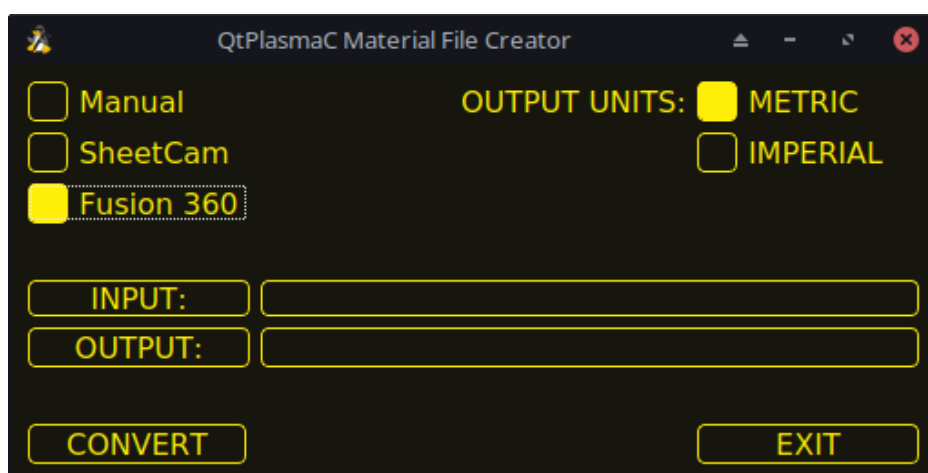 QtPlasmaC Material File Creator
Manual OUTPUT UNITS: METRIC
SheetCam IMPERIAL
Fusion 360
INPUT:
OUTPUT:
CONVERT EXIT